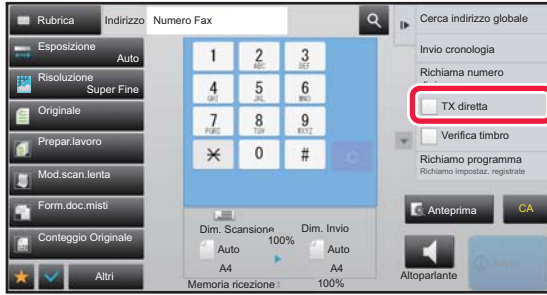 Rubrica
Indirizzo
Numero Fax
Cerca indirizzo globale
Invio cronologia
Richiama numero
TX diretta
Verifica timbro
Richiamo programma
Richiamo impostaz. registrate
Esposizione
Auto
Risoluzione
Super Fine
Originale
Prepar.lavoro
Mod.scan.lenta
Form.doc.misti
Conteggio Originale
Altri
1
2
ABC
3
DEF
4
GHI
5
JKL
6
MNO
7
PQRS
8
TUV
9
WXYZ
0
#
C
Dim. Scansione
100%
Dim. Invio
Auto
A4
Auto
A4
Memoria ricezione :
100%
Anteprima
CA
Altoparlante
Avvio